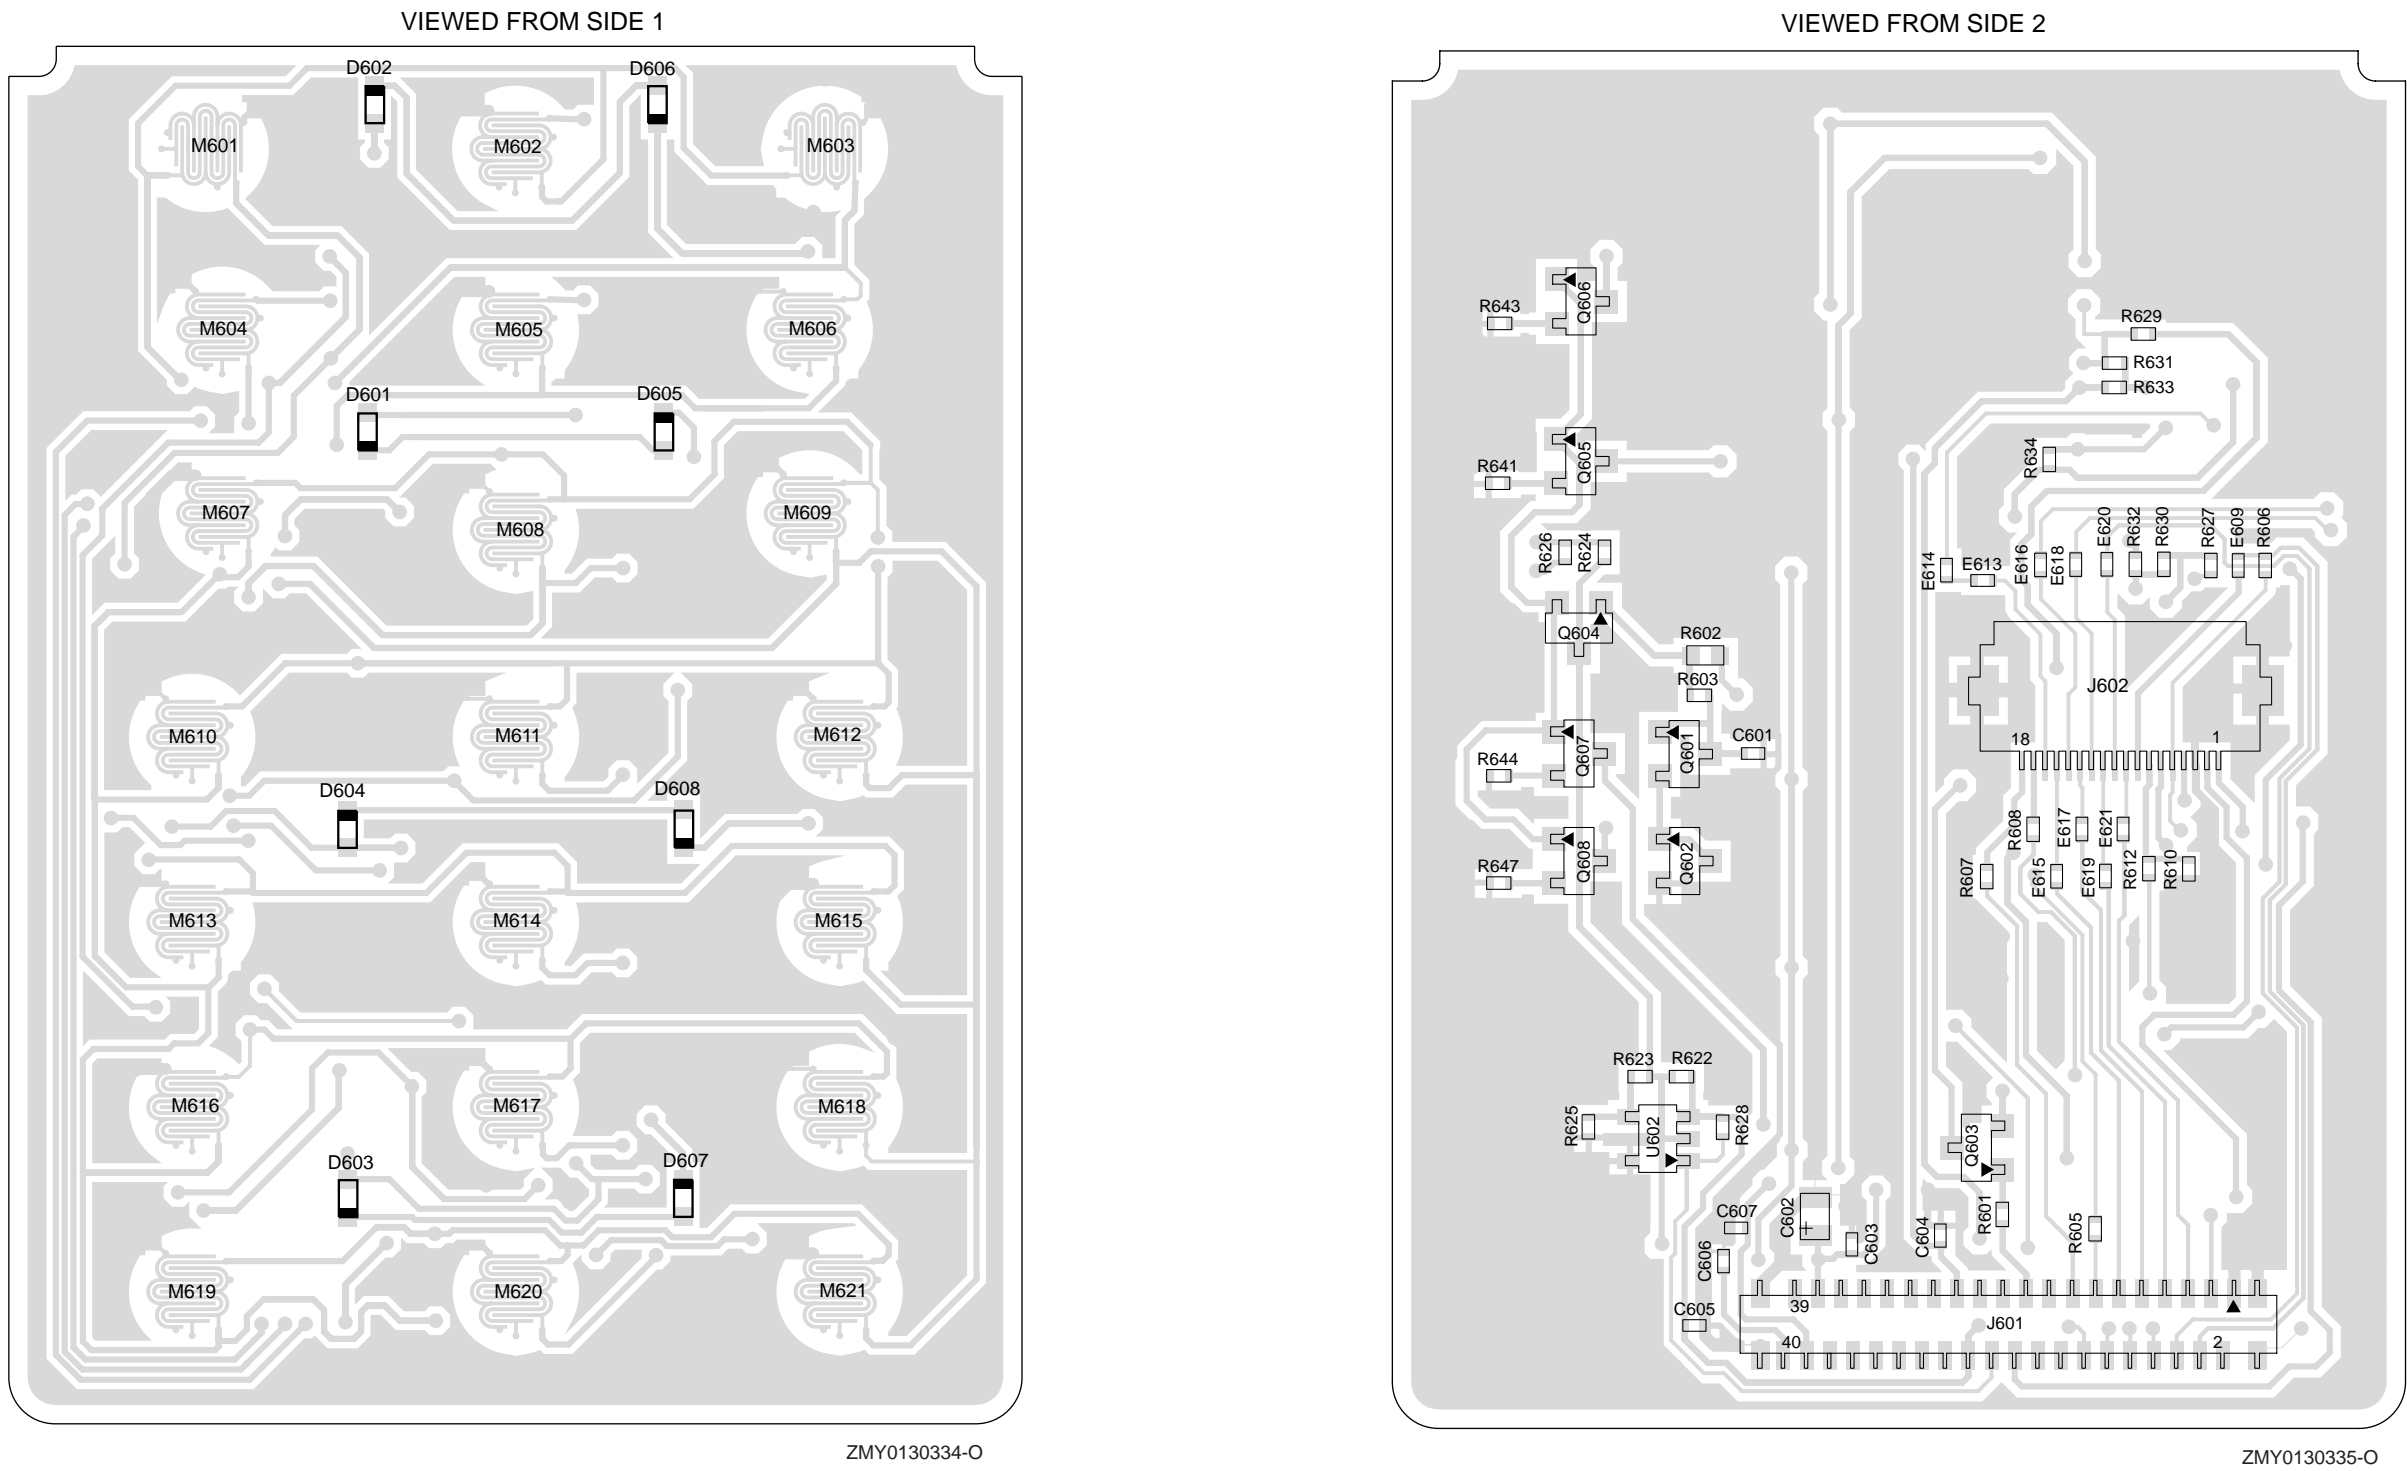 VIEWED FROM SIDE 1
D602 D606
M601 M602 M603
M604 M605 M606
D601 D605
M607 M608 M609
M610 M611 M612
D604 D608
M613 M614 M615
M616 M617 M618
D603 D607
M619 M620 M621
ZMY0130334-O
VIEWED FROM SIDE 2
R643 Q606
R629
R631
R633
R641 Q605 R634
R626 R624 E614 E613 E616 E618 E620 R632 R630 R627 E609 R606
Q604 R602
R603 J602
R644 Q607 Q601 C601 18 1
R647 Q608 Q602 R607 R608 E615 E617 E619 E621 R612 R610
R623 R622
R625 U602 R628 Q603
C607 C602 C603 C604 R601 R605
C606
C605 39 J601
40 2
ZMY0130335-O